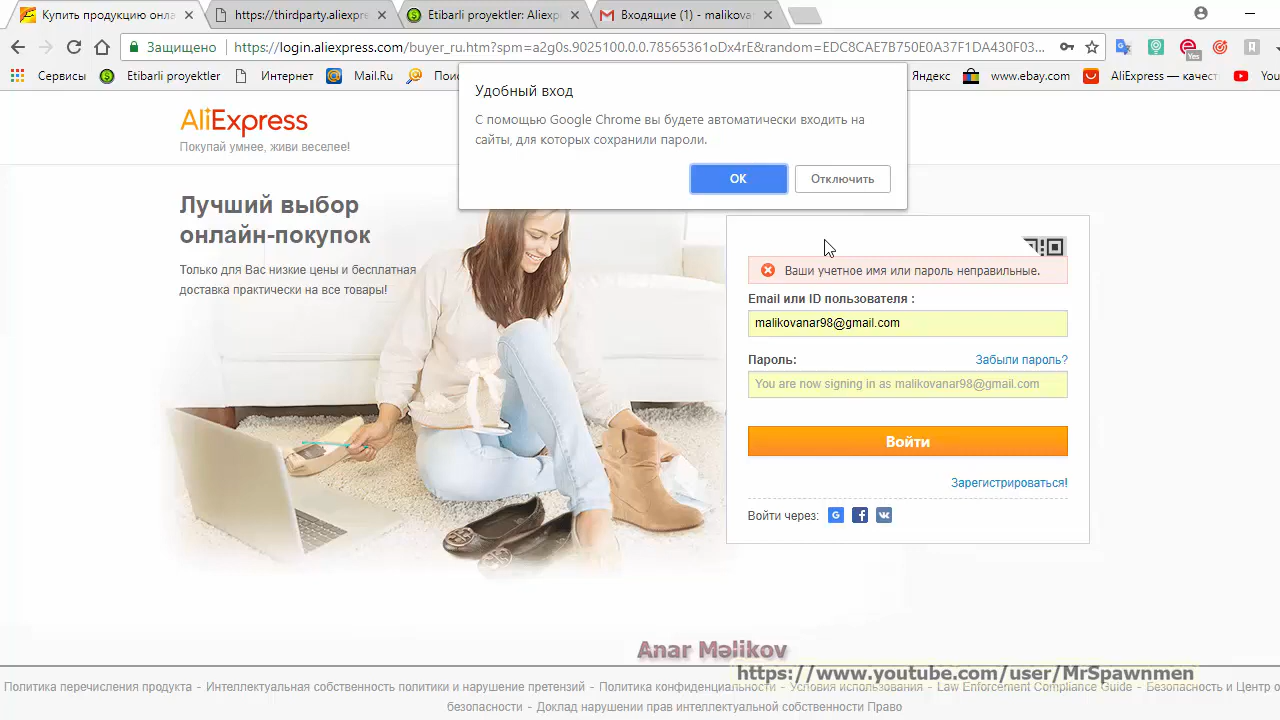 Купить продукцию онла
https://thirdparty.aliexpre
Etibarli proyektler: Aliexp
Входящие (1) - malikova
Защищено
https://login.aliexpress.com/buyer_ru.htm?spm=a2g0s.9025100.0.0.78565361oDx4rE&random=EDC8CAE7B750E0A37F1DA430F03...
Yes
Сервисы
Etibarli proyektler
Интернет
Mail.Ru
Поис
Яндекс
www.ebay.com
AliExpress — качест
You
Удобный вход
С помощью Google Chrome вы будете автоматически входить на
сайты, для которых сохранили пароли.
ОК
Отключить
AliExpress
Покупай умнее, живи веселее!
Лучший выбор
онлайн-покупок
Только для Вас низкие цены и бесплатная
доставка практически на все товары!
Ваши учетное имя или пароль неправильные.
Email или ID пользователя :
malikovanar98@gmail.com
Пароль:
Забыли пароль?
You are now signing in as malikovanar98@gmail.com
Войти
Зарегистрироваться!
Войти через:
Anar Məlikov
https://www.youtube.com/user/MrSpawnmen
Политика перечисления продукта - Интеллектуальная собственность политики и нарушение претензий - Политика конфиденциальности - Условия использования - Law Enforcement Compliance Guide - Безопасность и Центр о
безопасности - Доклад нарушении прав интеллектуальной собственности Право